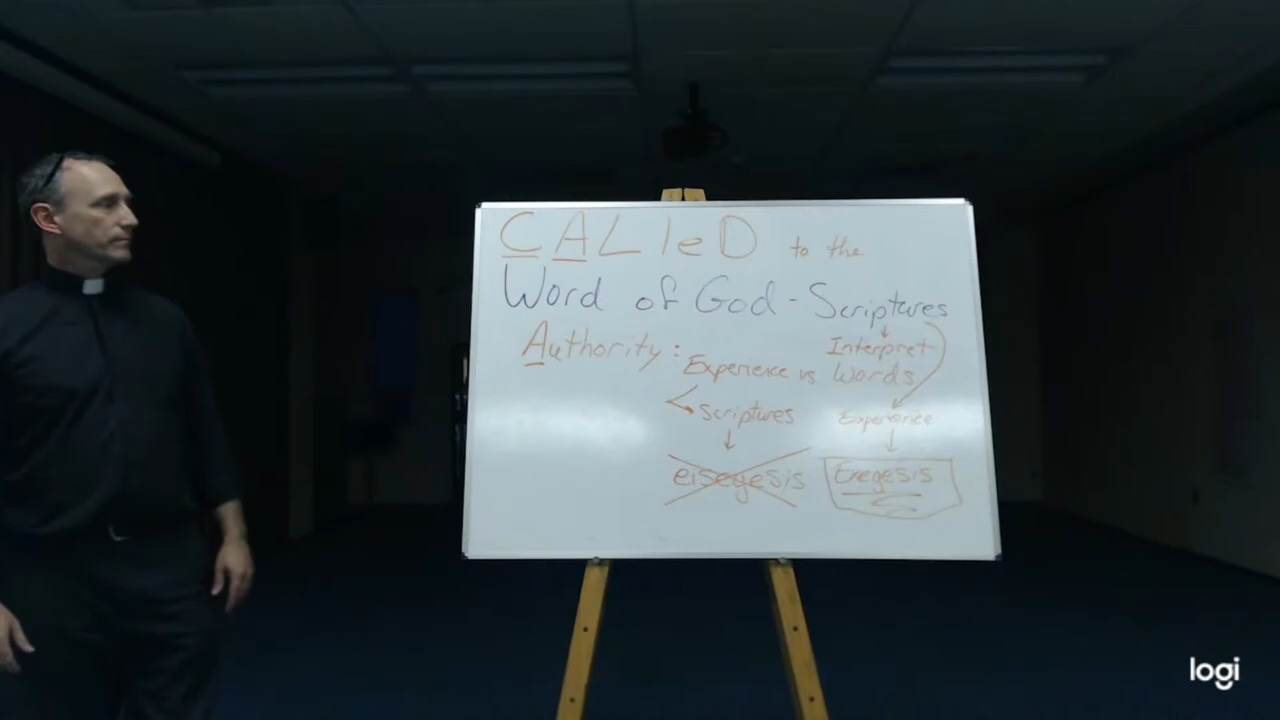 CALleD to the
Word of God - Scriptures
Authority: Experience vs Interpret Words
Scriptures Experience
eisegesis Exegesis
logi